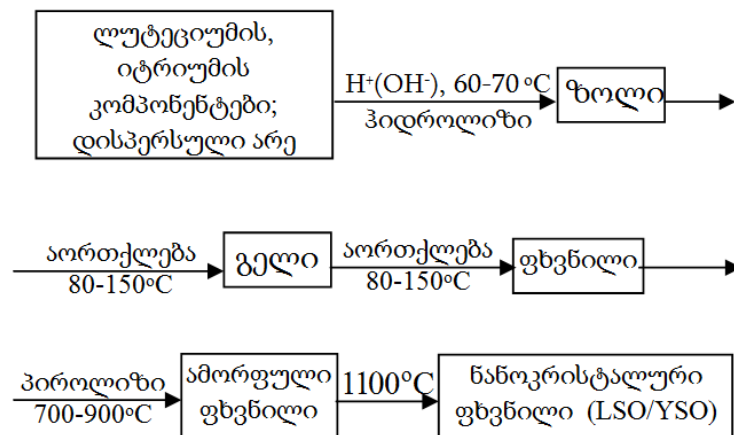 ლუტეციუმის,
იტრიუმის
კომპონენტები;
დისპერსული არე
H⁺(OH⁻), 60-70 ᵒC
ჰიდროლიზი
ზოლი
აორთქლება
80-150ᵒC
გელი
აორთქლება
80-150ᵒC
ფხვნილი
პიროლიზი
700-900ᵒC
ამორფული
ფხვნილი
1100°C
ნანოკრისტალური
ფხვნილი (LSO/YSO)